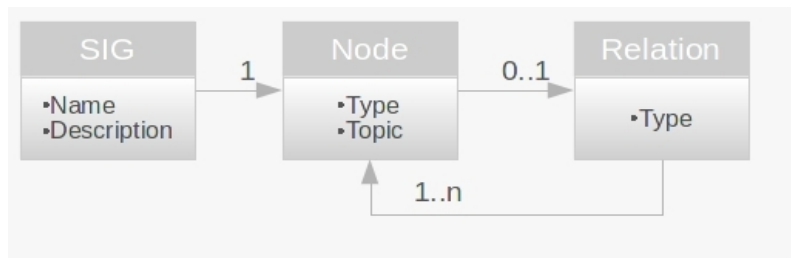 SIG
1
Node
0..1
Relation
•Name
•Description
•Type
•Topic
•Type
1..n